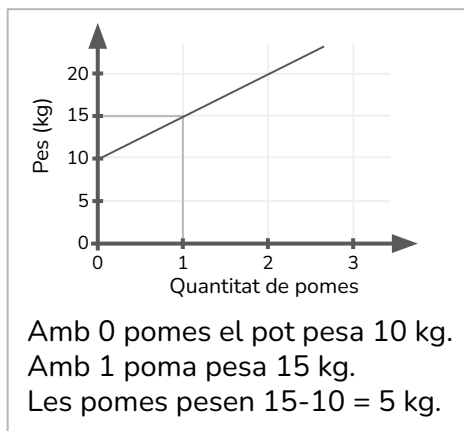 Pes (kg)
20
15
10
5
0
0 1 2 3
Quantitat de pomes
Amb 0 pomes el pot pesa 10 kg.
Amb 1 poma pesa 15 kg.
Les pomes pesen 15-10 = 5 kg.